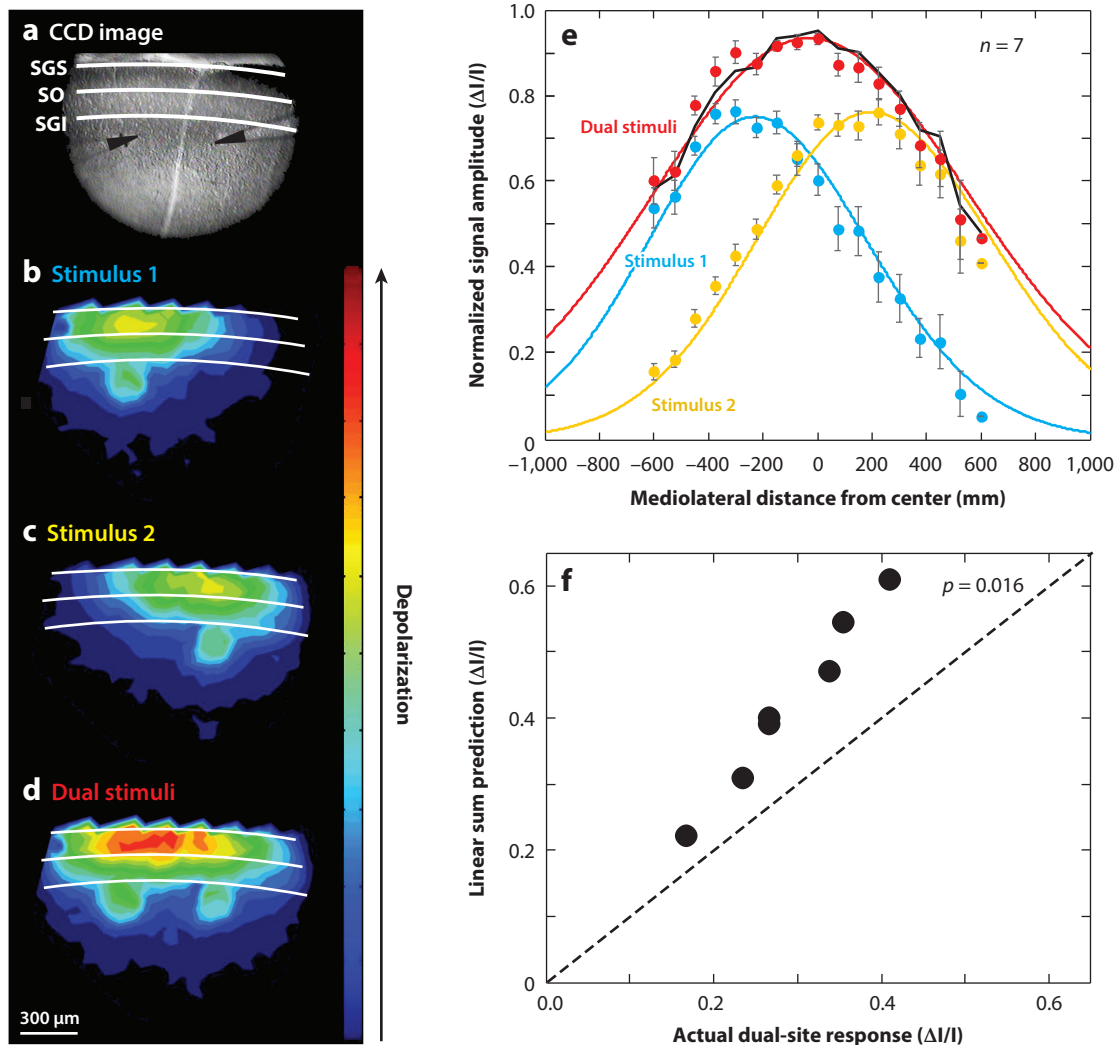 a CCD image
SGS
SO
SGI
b Stimulus 1
c Stimulus 2
d Dual stimuli
300 µm
Depolarization
e
n = 7
Dual stimuli
Stimulus 1
Stimulus 2
Normalized signal amplitude (ΔI/I)
1.0
0.8
0.6
0.4
0.2
0
–1,000 –800 –600 –400 –200 0 200 400 600 800 1,000
Mediolateral distance from center (mm)
f
p = 0.016
Linear sum prediction (ΔI/I)
0.6
0.4
0.2
0
0.0 0.2 0.4 0.6
Actual dual-site response (ΔI/I)